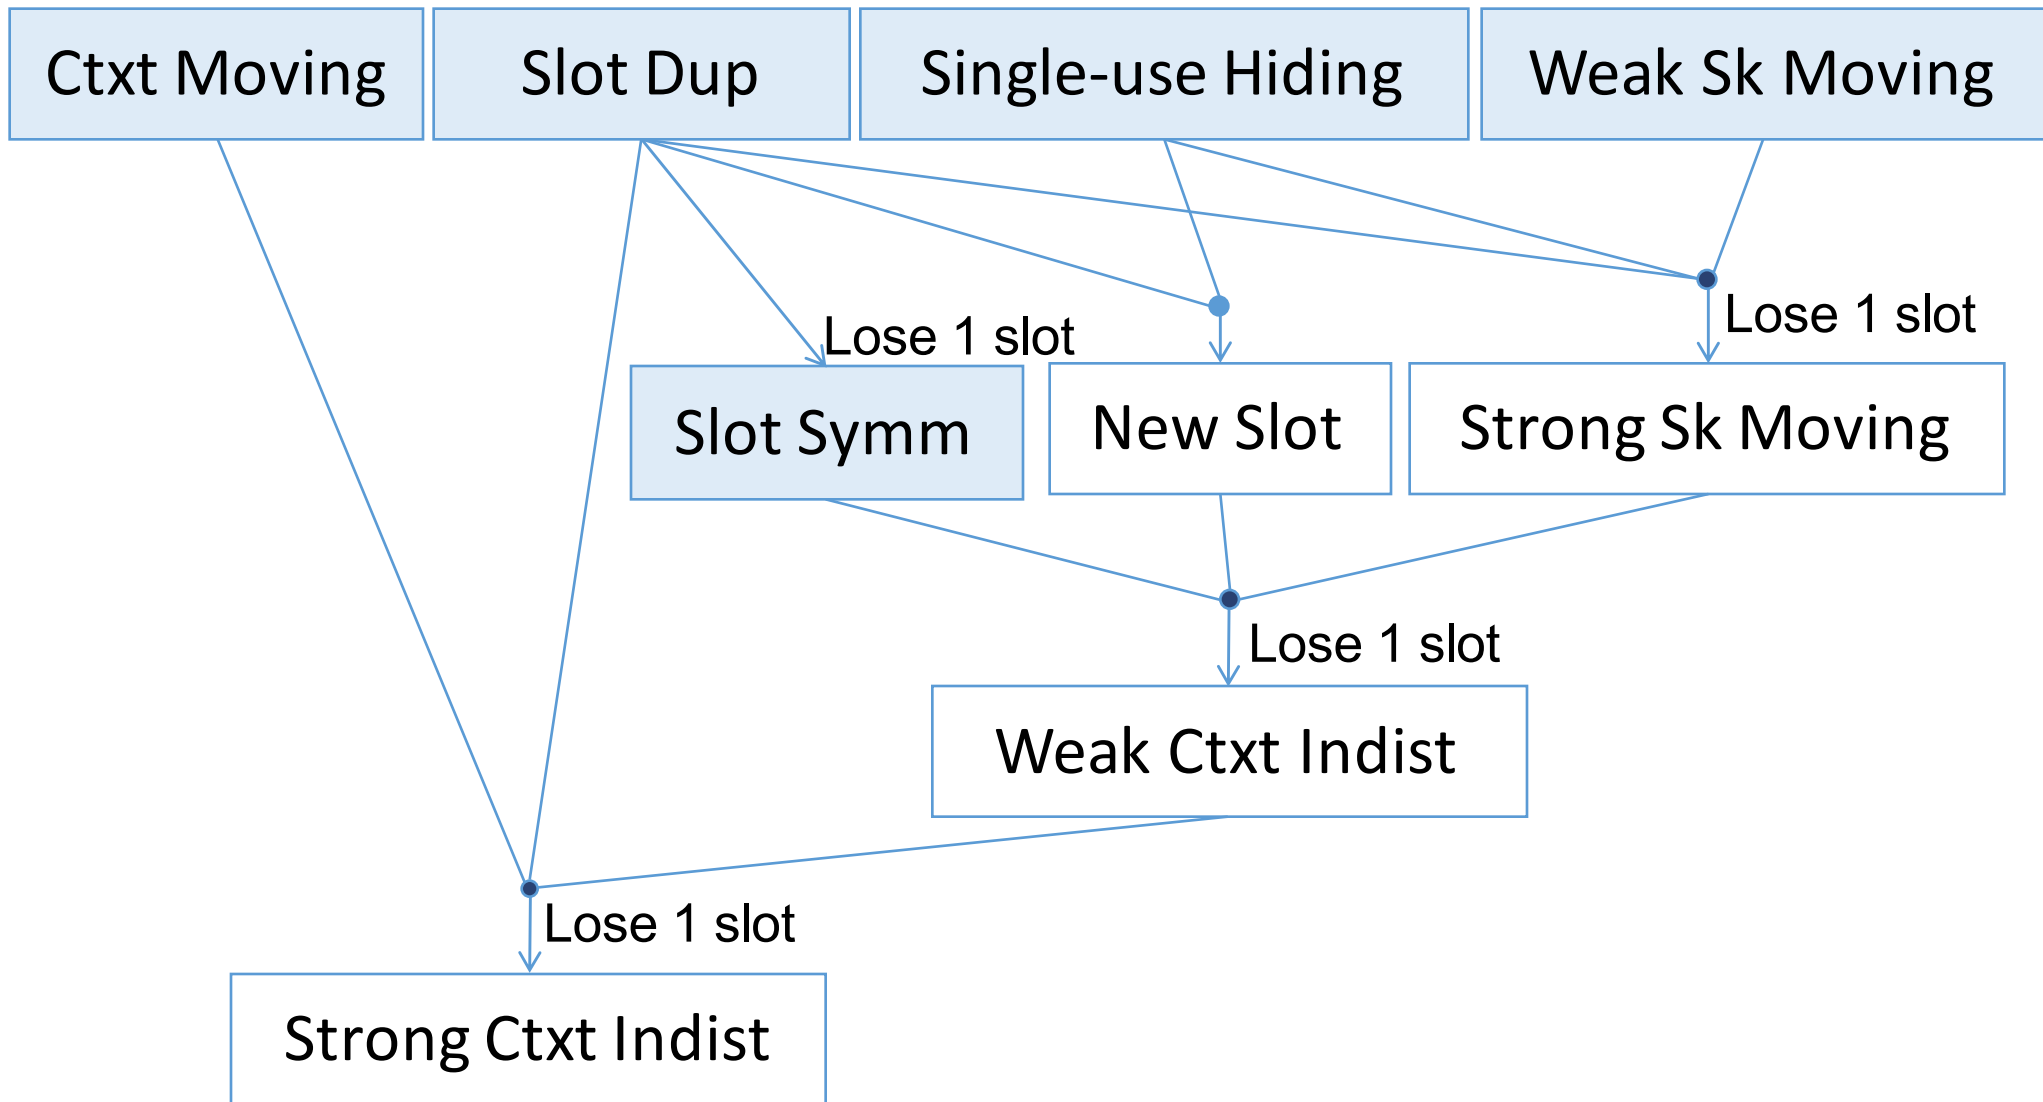 Ctxt Moving
Slot Dup
Single-use Hiding
Weak Sk Moving
Lose 1 slot
Lose 1 slot
Slot Symm
New Slot
Strong Sk Moving
Lose 1 slot
Weak Ctxt Indist
Lose 1 slot
Strong Ctxt Indist